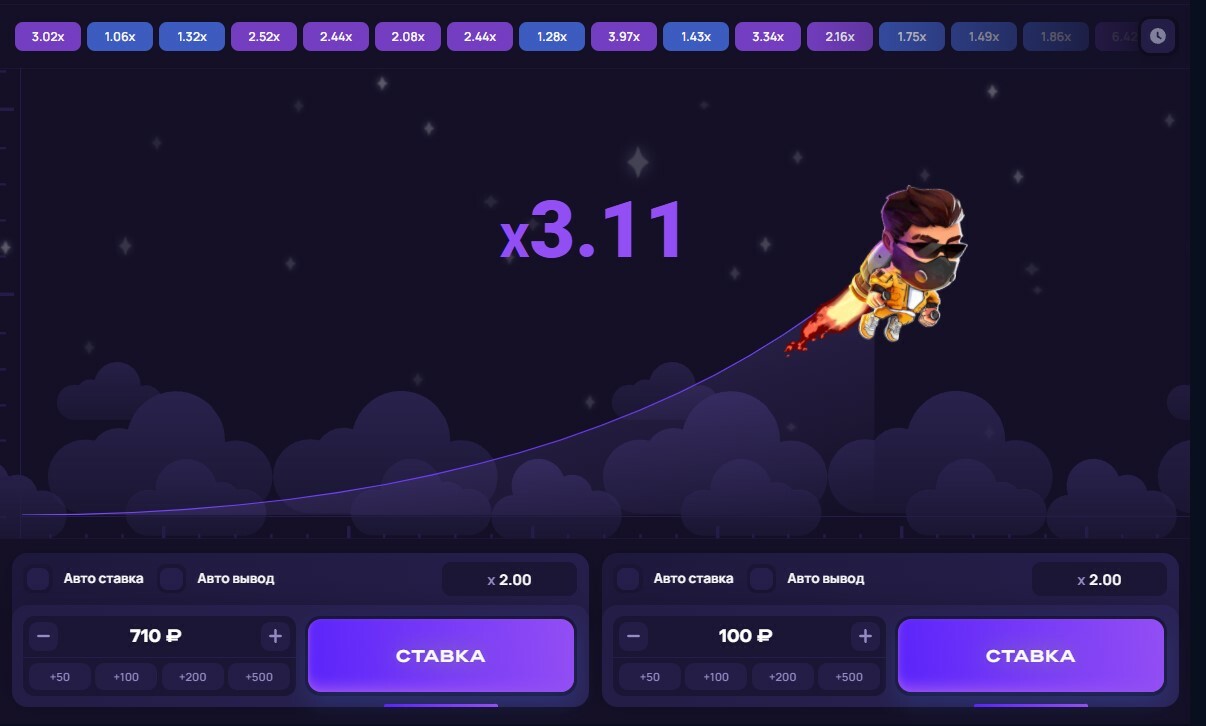 3.02x 1.06x 1.32x 2.52x 2.44x 2.08x 2.44x 1.28x 3.97x 1.43x 3.34x 2.16x 1.75x 1.49x 1.86x 6.42
x3.11
Авто ставка Авто вывод x 2.00
710 ₽
СТАВКА
+50 +100 +200 +500
Авто ставка Авто вывод x 2.00
100 ₽
СТАВКА
+50 +100 +200 +500